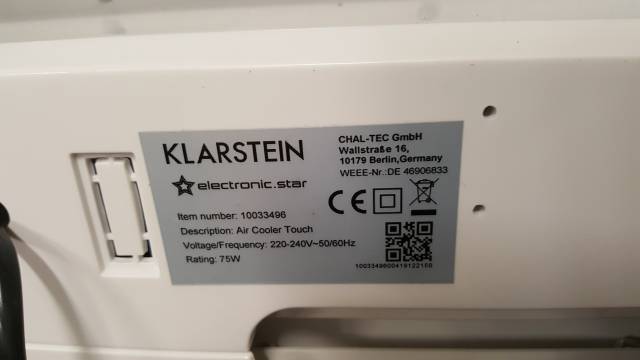 KLARSTEIN
electronic.star
CHAL-TEC GmbH
Wallstraße 16,
10179 Berlin,Germany
WEEE-Nr.:DE 46906833
CE
Item number: 10033496
Description: Air Cooler Touch
Voltage/Frequency: 220-240V~50/60Hz
Rating: 75W